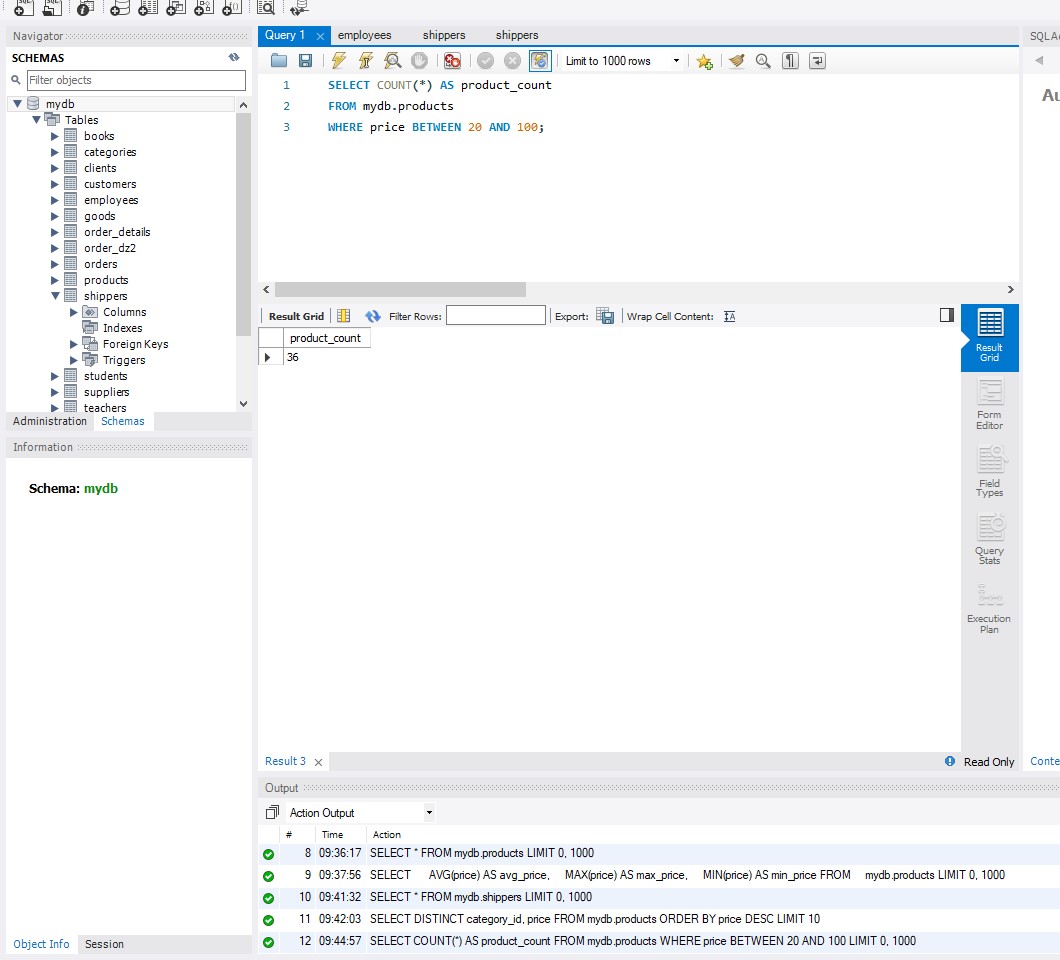 Navigator
SCHEMAS
Filter objects
mydb
Tables
books
categories
clients
customers
employees
goods
order_details
order_dz2
orders
products
shippers
Columns
Indexes
Foreign Keys
Triggers
students
suppliers
teachers
Administration Schemas
Information
Schema: mydb
Object Info Session
Query 1 employees shippers shippers
Limit to 1000 rows
1 SELECT COUNT(*) AS product_count
2 FROM mydb.products
3 WHERE price BETWEEN 20 AND 100;
Result Grid Filter Rows: Export: Wrap Cell Content:
product_count
36
Result Grid
Form Editor
Field Types
Query Stats
Execution Plan
Result 3 Read Only
Output
Action Output
# Time Action
8 09:36:17 SELECT * FROM mydb.products LIMIT 0, 1000
9 09:37:56 SELECT AVG(price) AS avg_price, MAX(price) AS max_price, MIN(price) AS min_price FROM mydb.products LIMIT 0, 1000
10 09:41:32 SELECT * FROM mydb.shippers LIMIT 0, 1000
11 09:42:03 SELECT DISTINCT category_id, price FROM mydb.products ORDER BY price DESC LIMIT 10
12 09:44:57 SELECT COUNT(*) AS product_count FROM mydb.products WHERE price BETWEEN 20 AND 100 LIMIT 0, 1000